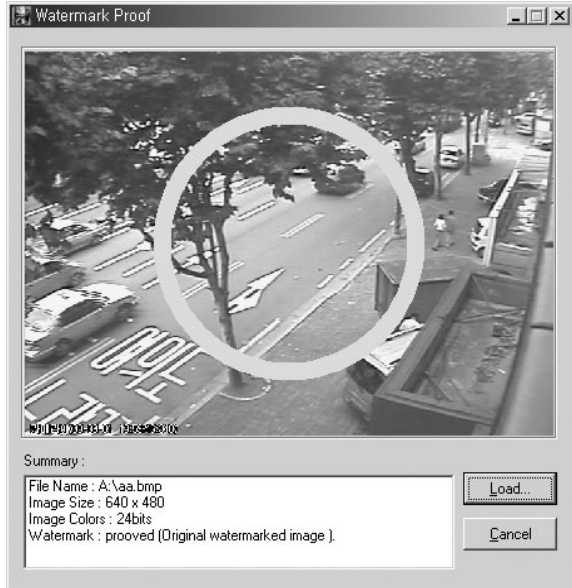 Watermark Proof
Summary :
File Name : A:\aa.bmp
Image Size : 640 x 480
Image Colors : 24bits
Watermark : prooved (Original watermarked image ).
Load...
Cancel